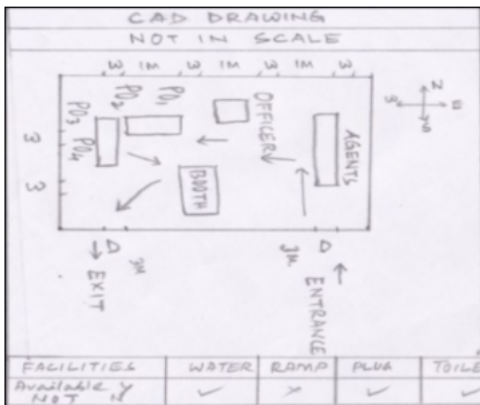 CAD DRAWING
NOT IN SCALE
3 1M 3 1M 3 1M 3
PO3
PO4
PO2
PO1
OFFICER
AGENTS
BOOTH
3
3
N
E
S
D
3M
EXIT
3M
D
ENTRANCE
FACILITIES WATER RAMP PLUG TOILE
Available Y ✓ × ✓ ✓
NOT N